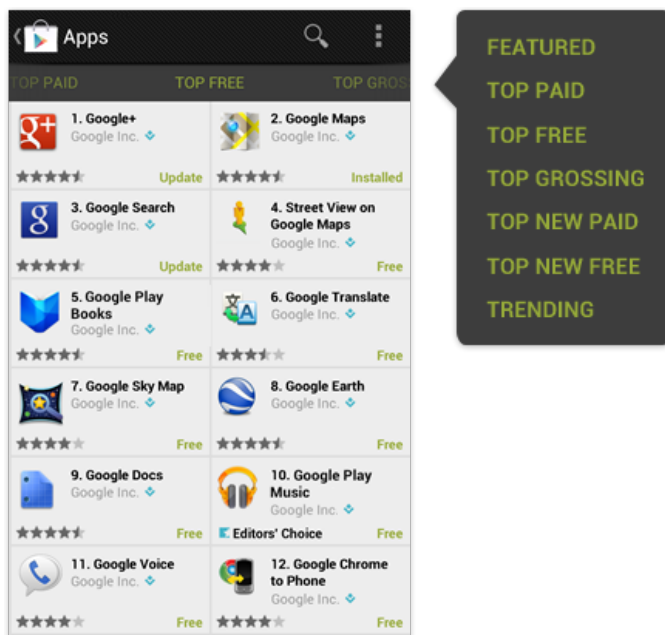 Apps
TOP PAID
TOP FREE
TOP GROS
g+
1. Google+
Google Inc.
Update
2. Google Maps
Google Inc.
Installed
g
3. Google Search
Google Inc.
Update
4. Street View on
Google Maps
Google Inc.
Free
5. Google Play
Books
Google Inc.
Free
文
A
6. Google Translate
Google Inc.
Free
7. Google Sky Map
Google Inc.
Free
8. Google Earth
Google Inc.
Free
9. Google Docs
Google Inc.
Free
10. Google Play
Music
Google Inc.
Editors' Choice
Free
11. Google Voice
Google Inc.
Free
12. Google Chrome
to Phone
Google Inc.
Free
FEATURED
TOP PAID
TOP FREE
TOP GROSSING
TOP NEW PAID
TOP NEW FREE
TRENDING